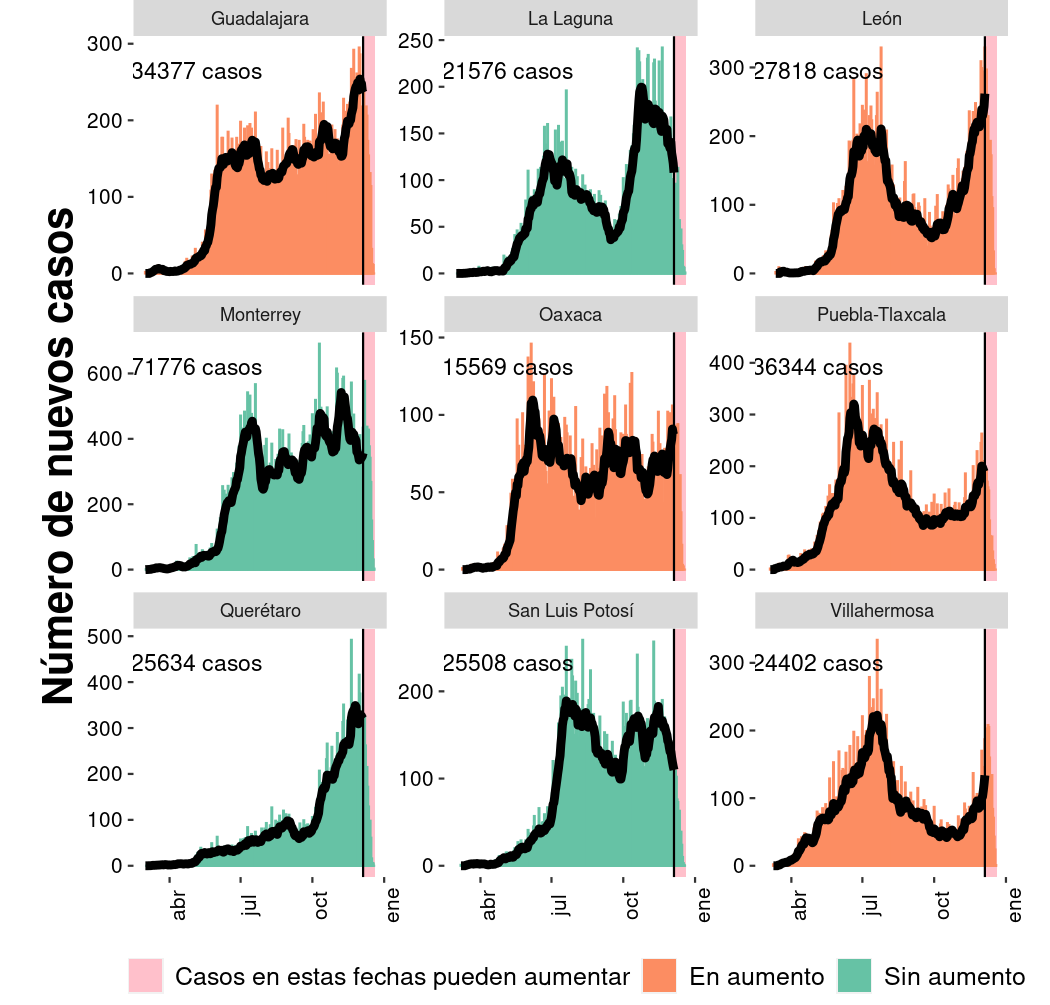 Número de nuevos casos
Guadalajara
La Laguna
León
300
200
100
0
34377 casos
250
200
150
100
50
0
21576 casos
300
200
100
0
27818 casos
Monterrey
Oaxaca
Puebla-Tlaxcala
600
400
200
0
71776 casos
150
100
50
0
15569 casos
400
300
200
100
0
36344 casos
Querétaro
San Luis Potosí
Villahermosa
500
400
300
200
100
0
25634 casos
200
100
0
25508 casos
300
200
100
0
24402 casos
abr jul oct ene
abr jul oct ene
abr jul oct ene
Casos en estas fechas pueden aumentar En aumento Sin aumento